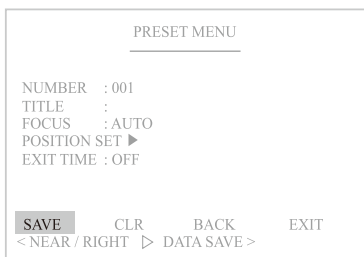 PRESET MENU
NUMBER : 001
TITLE :
FOCUS : AUTO
POSITION SET ▶
EXIT TIME : OFF
SAVE CLR BACK EXIT
< NEAR / RIGHT ▷ DATA SAVE >